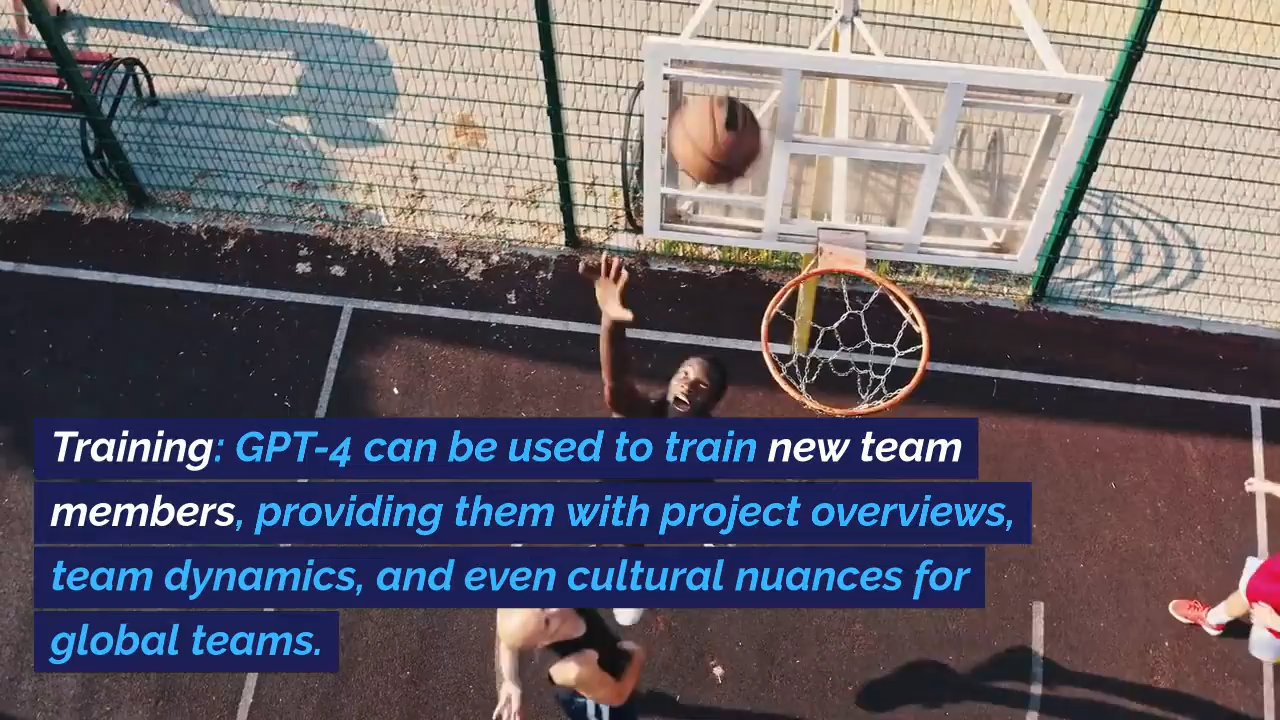 Training: GPT-4 can be used to train new team
members, providing them with project overviews,
team dynamics, and even cultural nuances for
global teams.